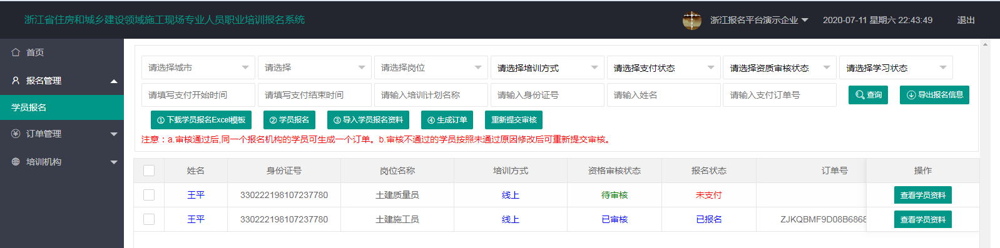 浙江省住房和城乡建设领域施工现场专业人员职业培训报名系统
浙江报名平台演示企业 2020-07-11 星期六 22:43:49 退出
首页
报名管理
学员报名
订单管理
培训机构
请选择城市 请选择 请选择岗位 请选择培训方式 请选择支付状态 请选择资质审核状态 请选择学习状态
请填写支付开始时间 请填写支付结束时间 请输入培训计划名称 请输入身份证号 请输入姓名 请输入支付订单号 查询 导出报名信息
① 下载学员报名Excel模板 ② 学员报名 ③ 导入学员报名资料 ④ 生成订单 重新提交审核
注意：a.审核通过后,同一个报名机构的学员可生成一个订单。b.审核不通过的学员按照未通过原因修改后可重新提交审核。
姓名 身份证号 岗位名称 培训方式 资格审核状态 报名状态 订单号 操作
王平 330222198107237780 土建质量员 线上 待审核 未支付 查看学员资料
王平 330222198107237780 土建施工员 线上 已审核 已报名 ZJKQBMF9D08B6868 查看学员资料